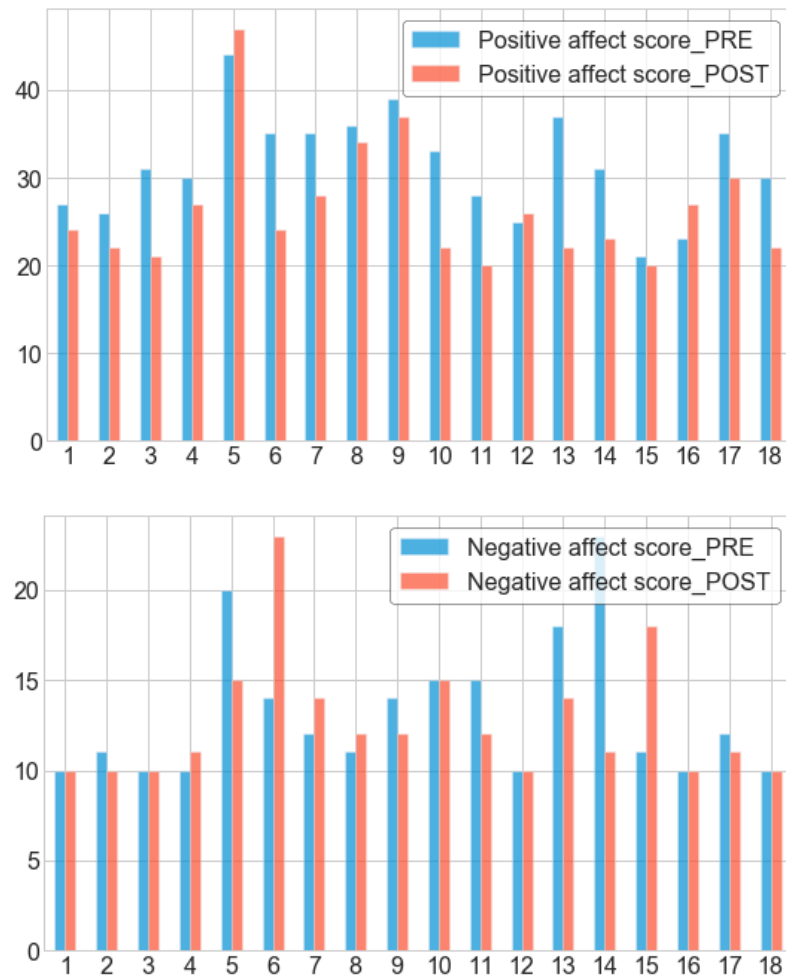 Positive affect score_PRE
Positive affect score_POST
40
30
20
10
0
1 2 3 4 5 6 7 8 9 10 11 12 13 14 15 16 17 18
Negative affect score_PRE
Negative affect score_POST
20
15
10
5
0
1 2 3 4 5 6 7 8 9 10 11 12 13 14 15 16 17 18